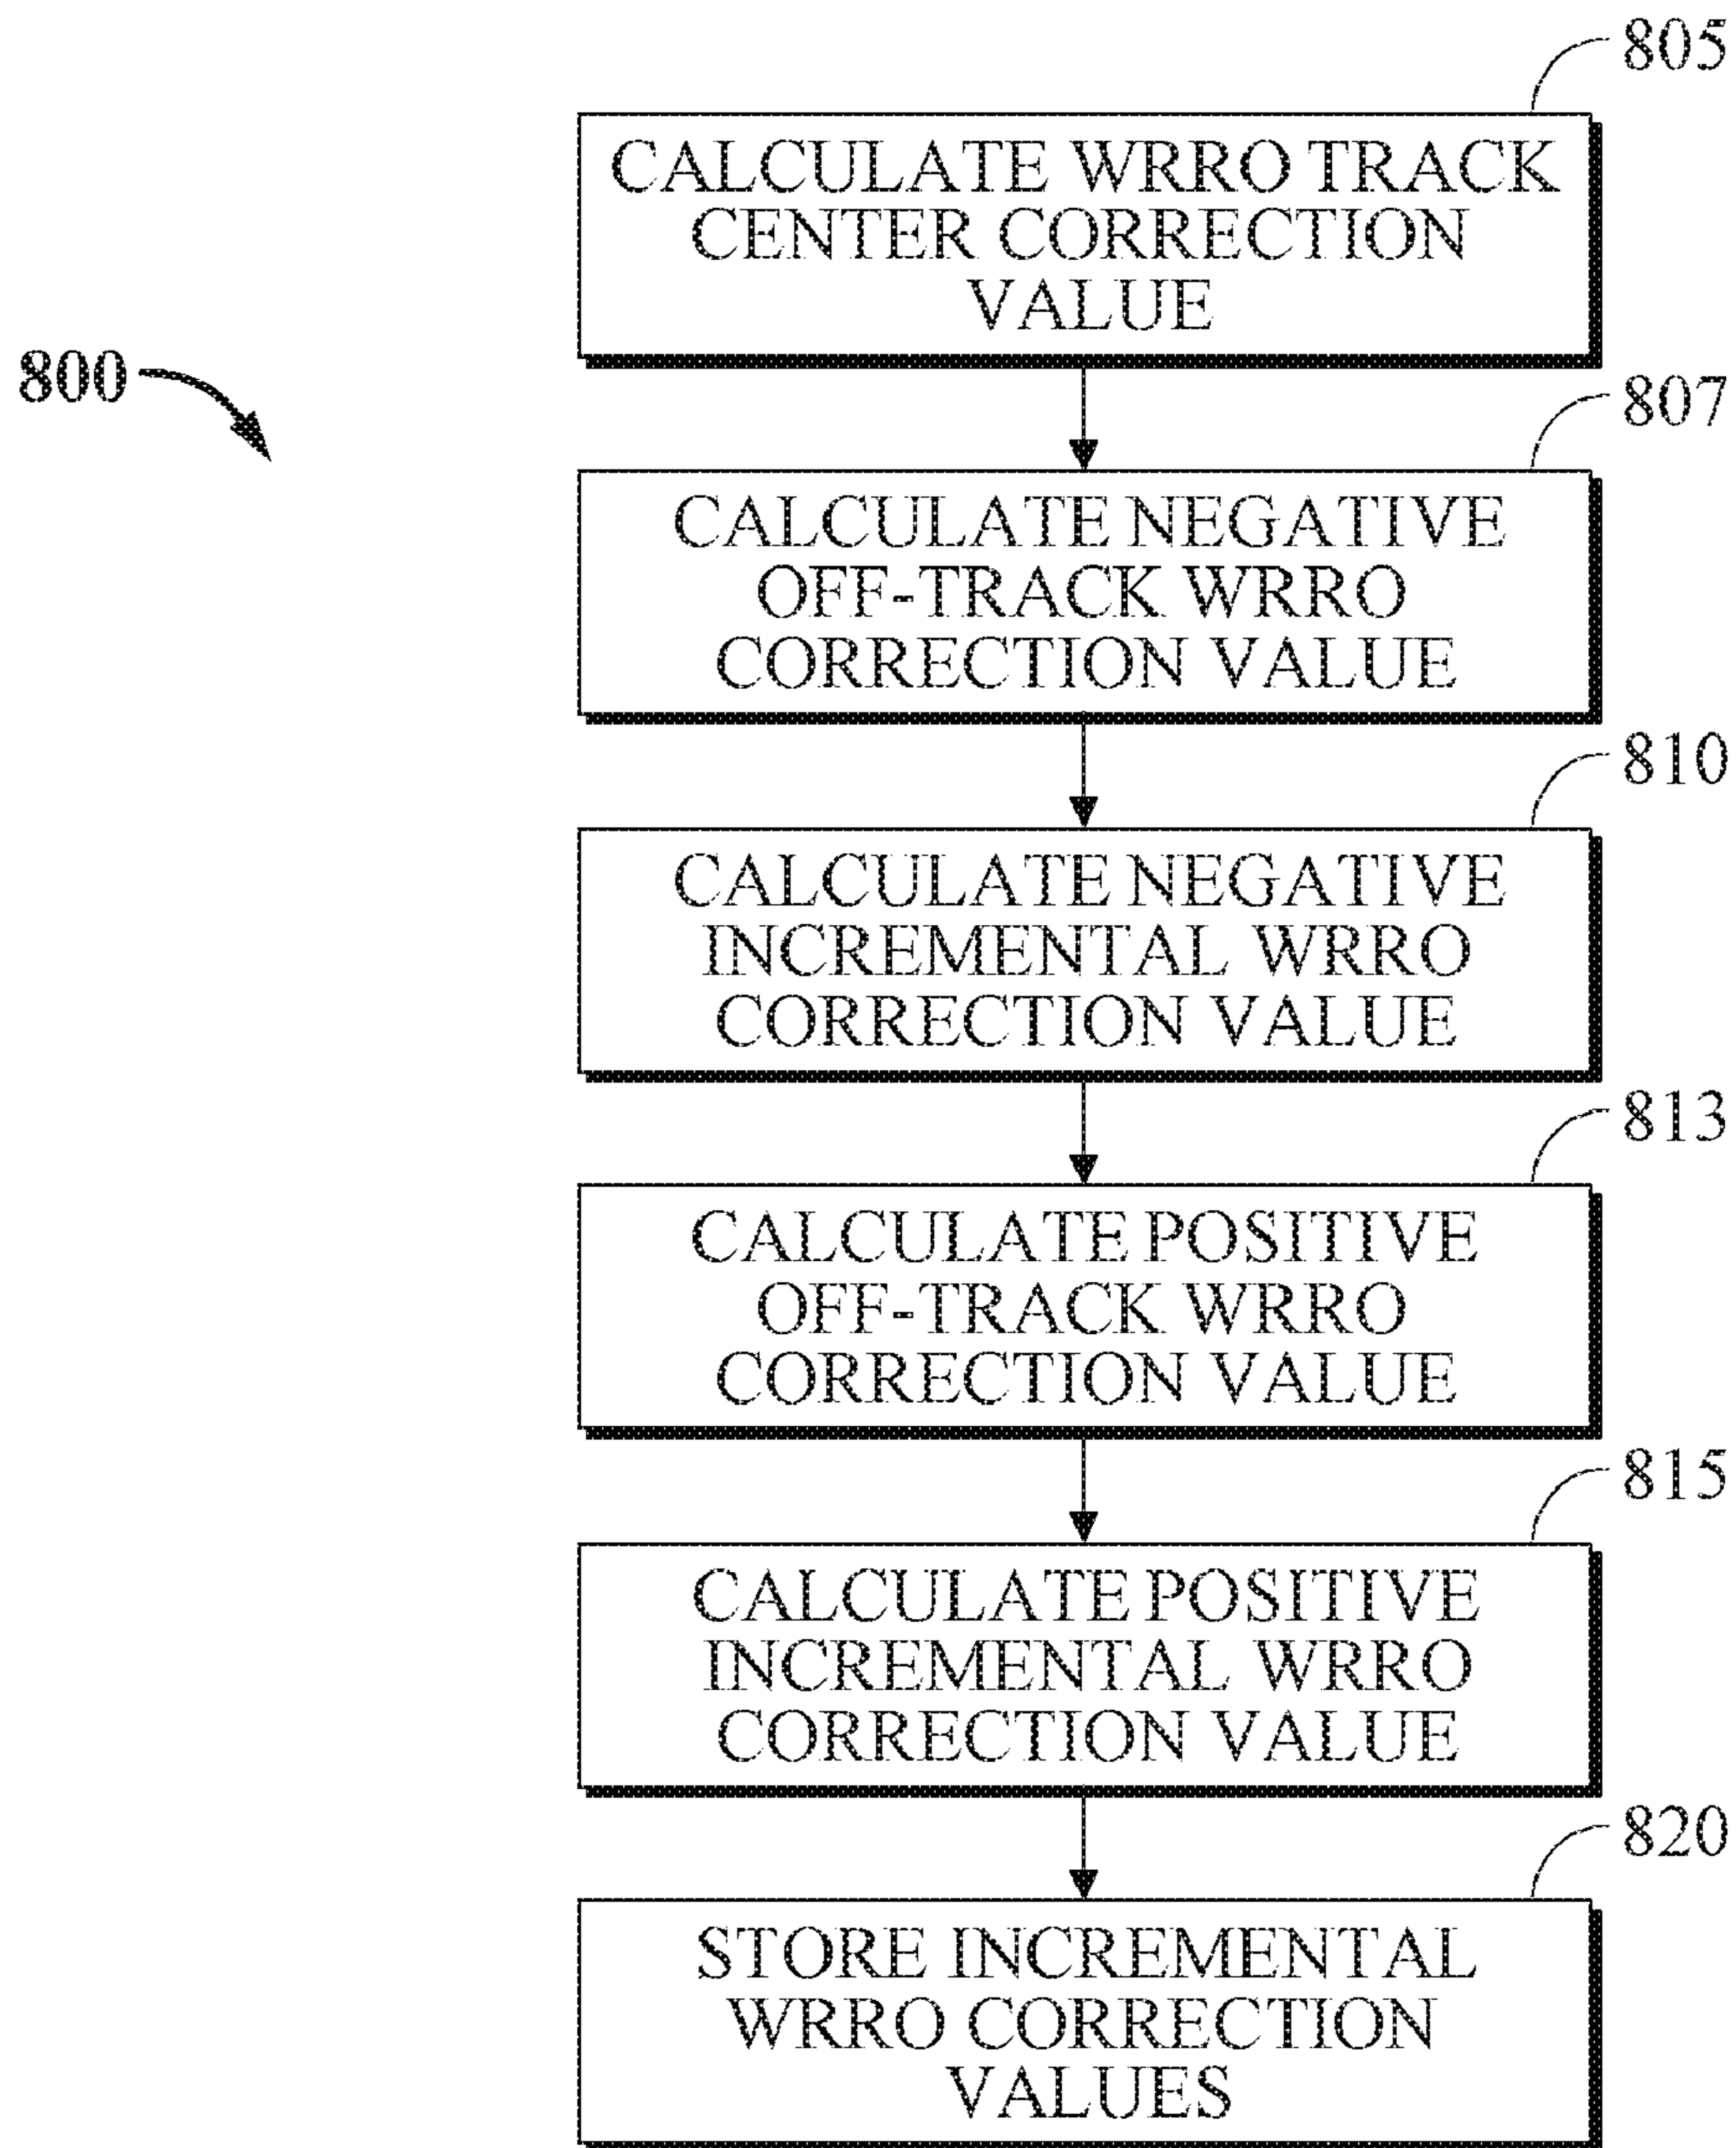 805
CALCULATE WRRO TRACK
CENTER CORRECTION
VALUE
800
807
CALCULATE NEGATIVE
OFF-TRACK WRRO
CORRECTION VALUE
810
CALCULATE NEGATIVE
INCREMENTAL WRRO
CORRECTION VALUE
813
CALCULATE POSITIVE
OFF-TRACK WRRO
CORRECTION VALUE
815
CALCULATE POSITIVE
INCREMENTAL WRRO
CORRECTION VALUE
820
STORE INCREMENTAL
WRRO CORRECTION
VALUES